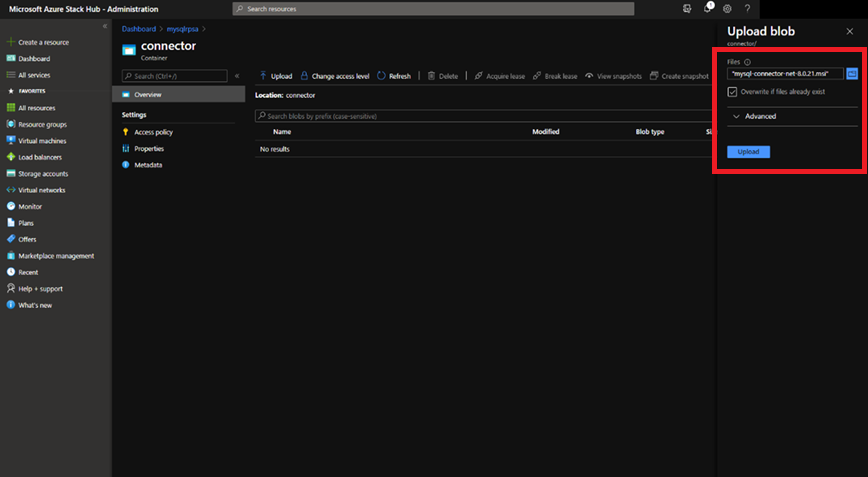 Microsoft Azure Stack Hub - Administration
Search resources
1
?
Create a resource
Dashboard
All services
FAVORITES
All resources
Resource groups
Virtual machines
Load balancers
Storage accounts
Virtual networks
Monitor
Plans
Offers
Marketplace management
Recent
Help + support
What's new
Dashboard > mysqlrpsa >
connector
Container
Search (Ctrl+/)
Overview
Settings
Access policy
Properties
Metadata
Upload Change access level Refresh Delete Acquire lease Break lease View snapshots Create snapshot
Location: connector
Search blobs by prefix (case-sensitive)
Name Modified Blob type Si
No results
Upload blob
connector/
Files
"mysql-connector-net-8.0.21.msi"
Overwrite if files already exist
Advanced
Upload